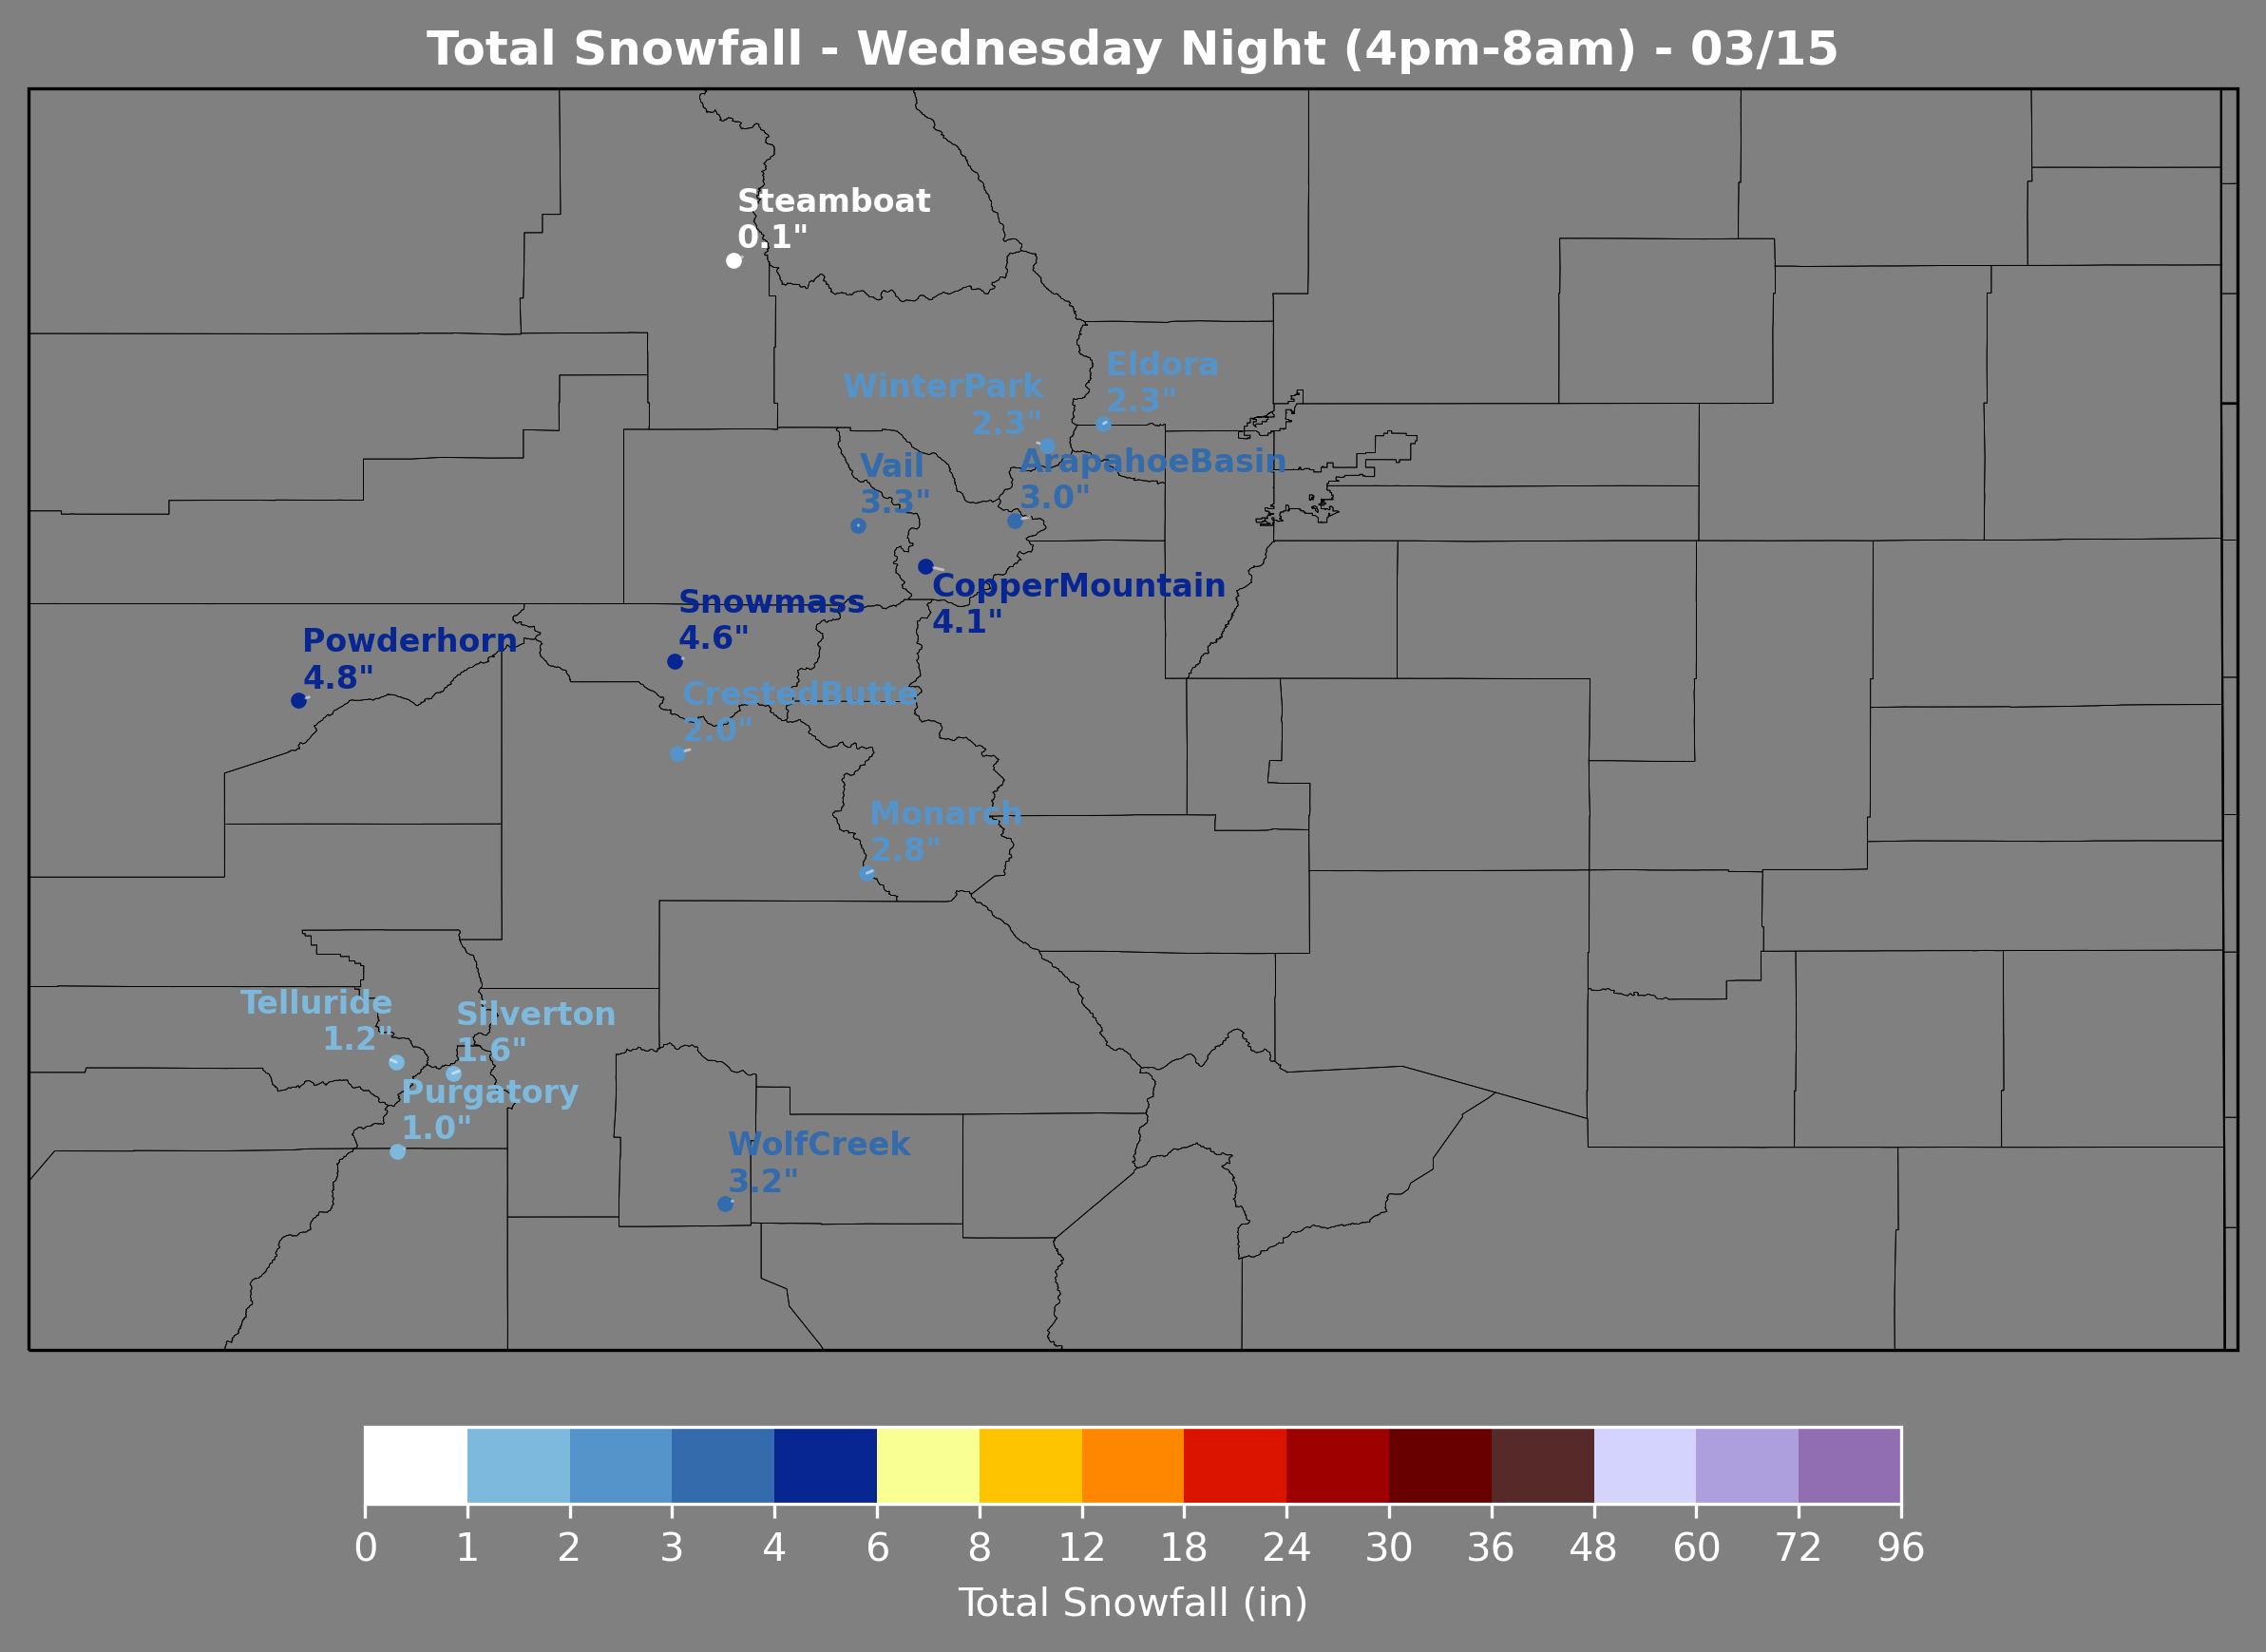 Total Snowfall - Wednesday Night (4pm-8am) - 03/15
Steamboat
0.1"
Eldora
2.3"
WinterPark
2.3"
Vail
3.3"
ArapahoeBasin
3.0"
CopperMountain
4.1"
Snowmass
4.6"
Powderhorn
4.8"
CrestedButte
2.0"
Monarch
2.8"
Telluride
1.2"
Silverton
1.6"
Purgatory
1.0"
WolfCreek
3.2"
0 1 2 3 4 6 8 12 18 24 30 36 48 60 72 96
Total Snowfall (in)